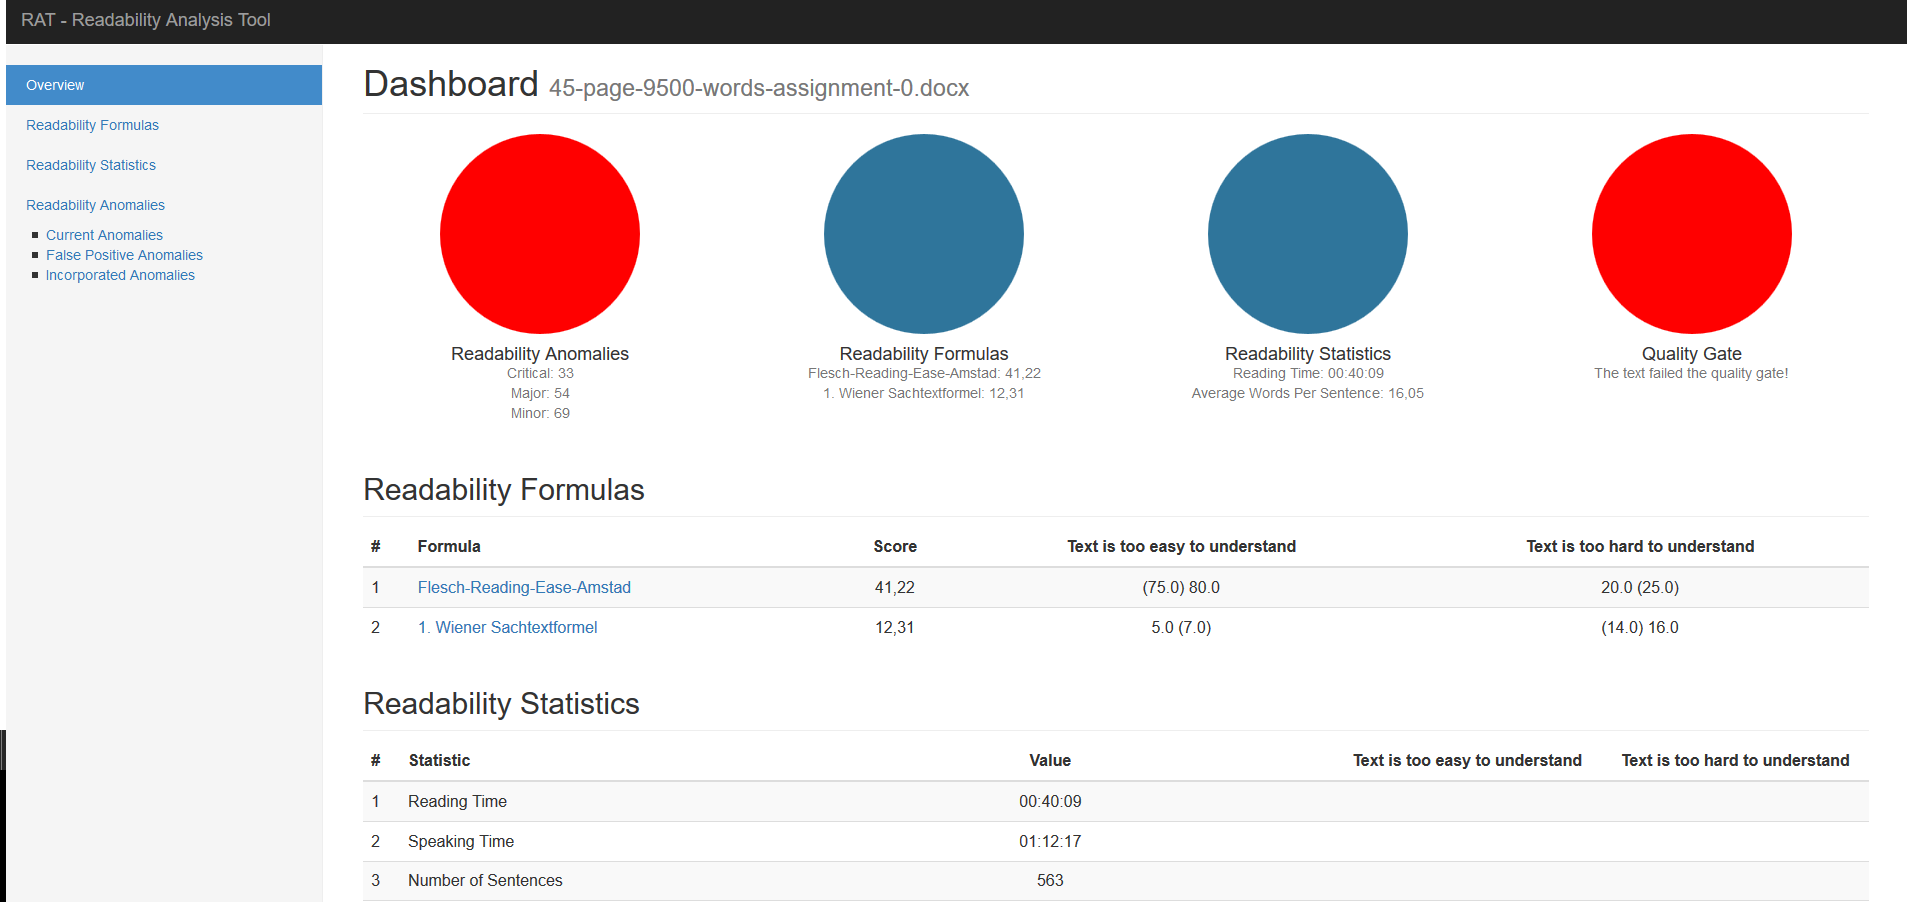 RAT - Readability Analysis Tool
Overview
Readability Formulas
Readability Statistics
Readability Anomalies
Current Anomalies
False Positive Anomalies
Incorporated Anomalies
Dashboard 45-page-9500-words-assignment-0.docx
Readability Anomalies
Critical: 33
Major: 54
Minor: 69
Readability Formulas
Flesch-Reading-Ease-Amstad: 41,22
1. Wiener Sachtextformel: 12,31
Readability Statistics
Reading Time: 00:40:09
Average Words Per Sentence: 16,05
Quality Gate
The text failed the quality gate!
Readability Formulas
# Formula Score Text is too easy to understand Text is too hard to understand
1 Flesch-Reading-Ease-Amstad 41,22 (75.0) 80.0 20.0 (25.0)
2 1. Wiener Sachtextformel 12,31 5.0 (7.0) (14.0) 16.0
Readability Statistics
# Statistic Value Text is too easy to understand Text is too hard to understand
1 Reading Time 00:40:09
2 Speaking Time 01:12:17
3 Number of Sentences 563